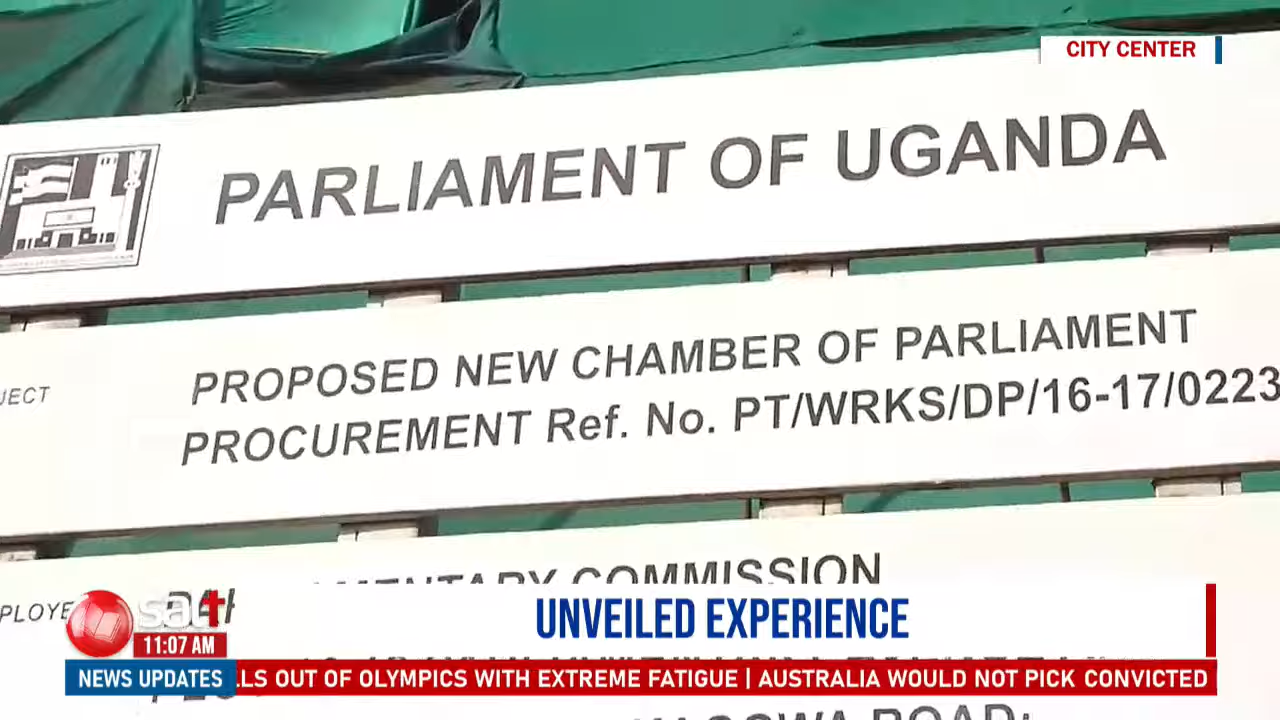 CITY CENTER
PARLIAMENT OF UGANDA
JECT
PROPOSED NEW CHAMBER OF PARLIAMENT
PROCUREMENT Ref. No. PT/WRKS/DP/16-17/0223
COMMISSION
PLOYE
salt
UNVEILED EXPERIENCE
11:07 AM
NEWS UPDATES
LLS OUT OF OLYMPICS WITH EXTREME FATIGUE | AUSTRALIA WOULD NOT PICK CONVICTED
ROAD: